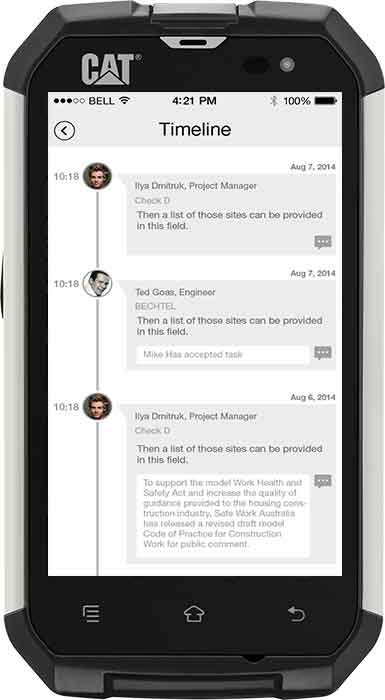 CAT
BELL 4:21 PM 100%
Timeline
Aug 7, 2014
10:18
Ilya Dmitruk, Project Manager
Check D
Then a list of those sites can be provided
in this field.
Aug 7, 2014
10:18
Ted Goas, Engineer
BECHTEL
Then a list of those sites can be provided
in this field.
Mike Has accepted task
Aug 6, 2014
10:18
Ilya Dmitruk, Project Manager
Check D
Then a list of those sites can be provided
in this field.
To support the model Work Health and
Safety Act and increase the quality of
guidance provided to the housing cons-
truction industry, Safe Work Australia
has released a revised draft model
Code of Practice for Construction
Work for public comment.